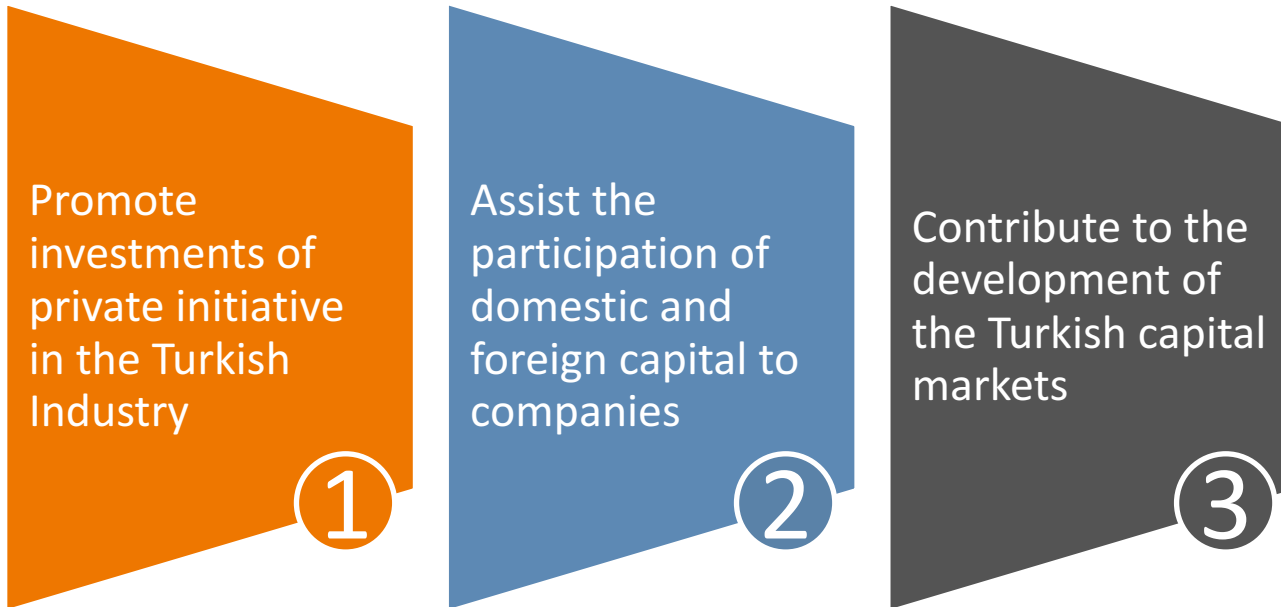 Promote
investments of
private initiative
in the Turkish
Industry
1
Assist the
participation of
domestic and
foreign capital to
companies
2
Contribute to the
development of
the Turkish capital
markets
3